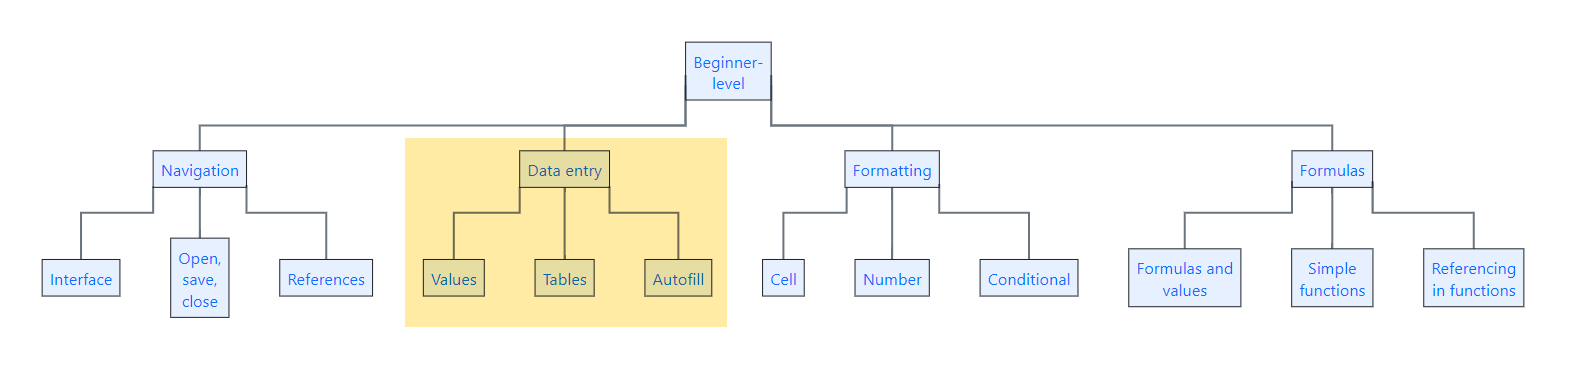 Beginner-
level
Navigation
Data entry
Formatting
Formulas
Interface
Open,
save,
close
References
Values
Tables
Autofill
Cell
Number
Conditional
Formulas and
values
Simple
functions
Referencing
in functions